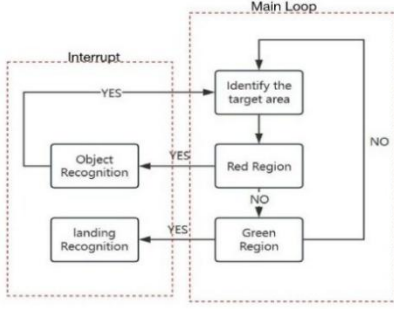 Main Loop
Interrupt
Identify the
target area
YES
NO
Object
Recognition
YES
Red Region
NO
landing
Recognition
YES
Green
Region